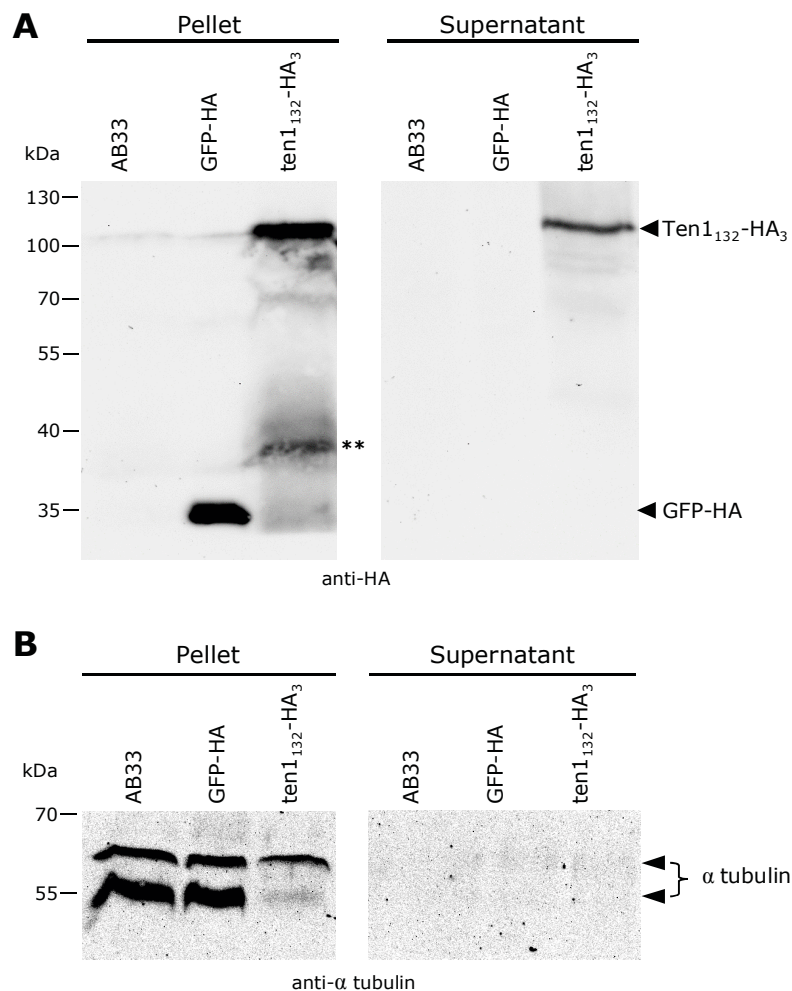 A
Pellet
Supernatant
AB33
GFP-HA
ten1₁₃₂-HA₃
AB33
GFP-HA
ten1₁₃₂-HA₃
kDa
130
100
70
55
40
35
**
Ten1₁₃₂-HA₃
GFP-HA
anti-HA
B
Pellet
Supernatant
AB33
GFP-HA
ten1₁₃₂-HA₃
AB33
GFP-HA
ten1₁₃₂-HA₃
kDa
70
55
α tubulin
anti-α tubulin